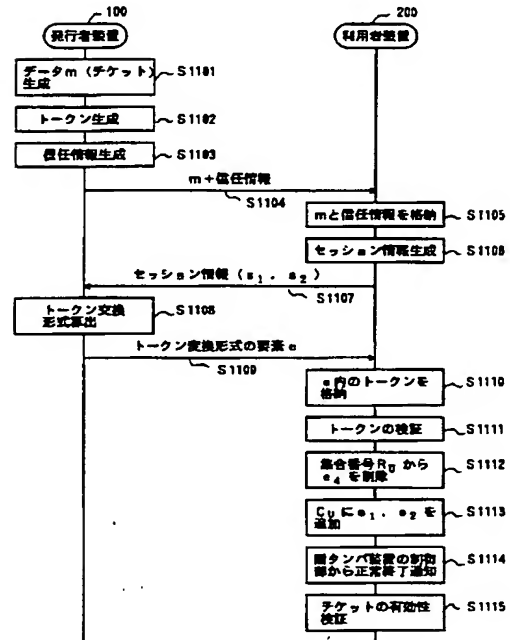 100
200
発行者装置
利用者装置
データm（チケット）
生成
S1101
トークン生成
S1102
信任情報生成
S1103
m＋信任情報
S1104
mと信任情報を格納
S1105
セッション情報生成
S1106
セッション情報（s1，s2）
S1107
トークン交換
形式算出
S1108
トークン交換形式の要素e
S1109
e内のトークンを
格納
S1110
トークンの検証
S1111
集合番号RUから
e4を削除
S1112
CUにe1，e2を
追加
S1113
耐タンパ装置の制御
部から正常終了通知
S1114
チケットの有効性
検証
S1115